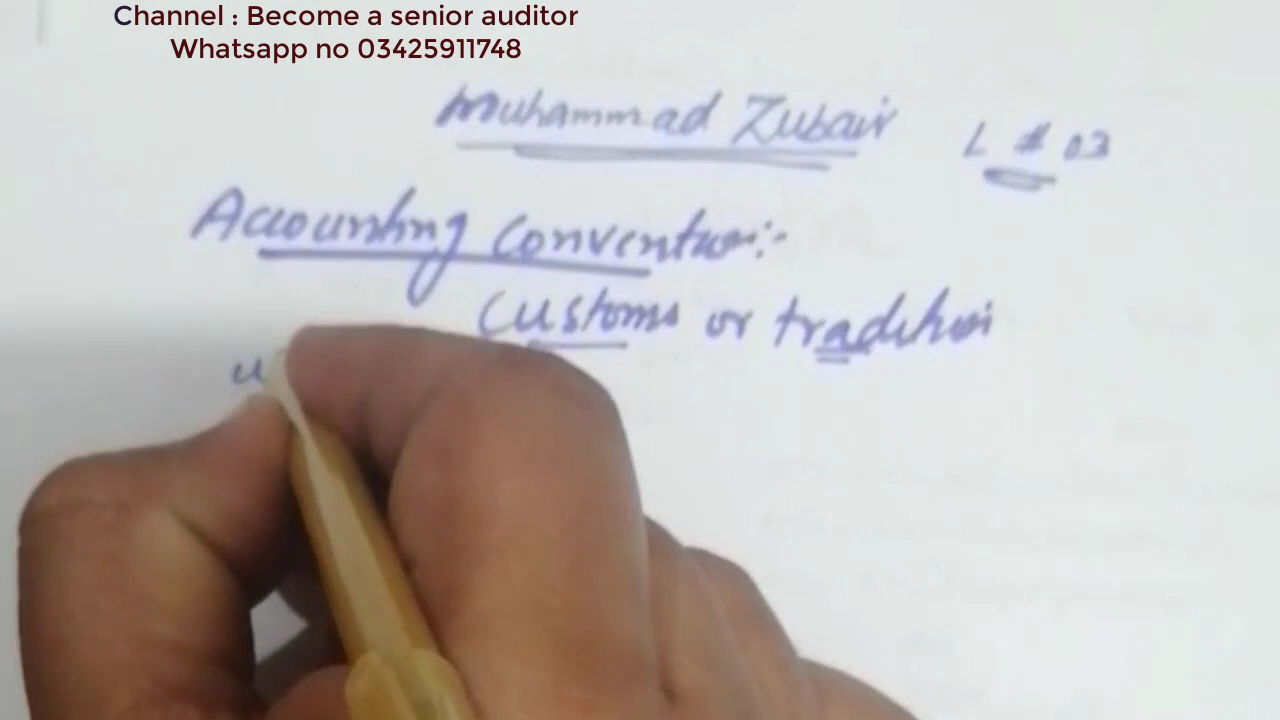 Channel : Become a senior auditor
Whatsapp no 03425911748
Muhammad Zubair L # 03
Accounting Convention:-
Customs or tradition
u